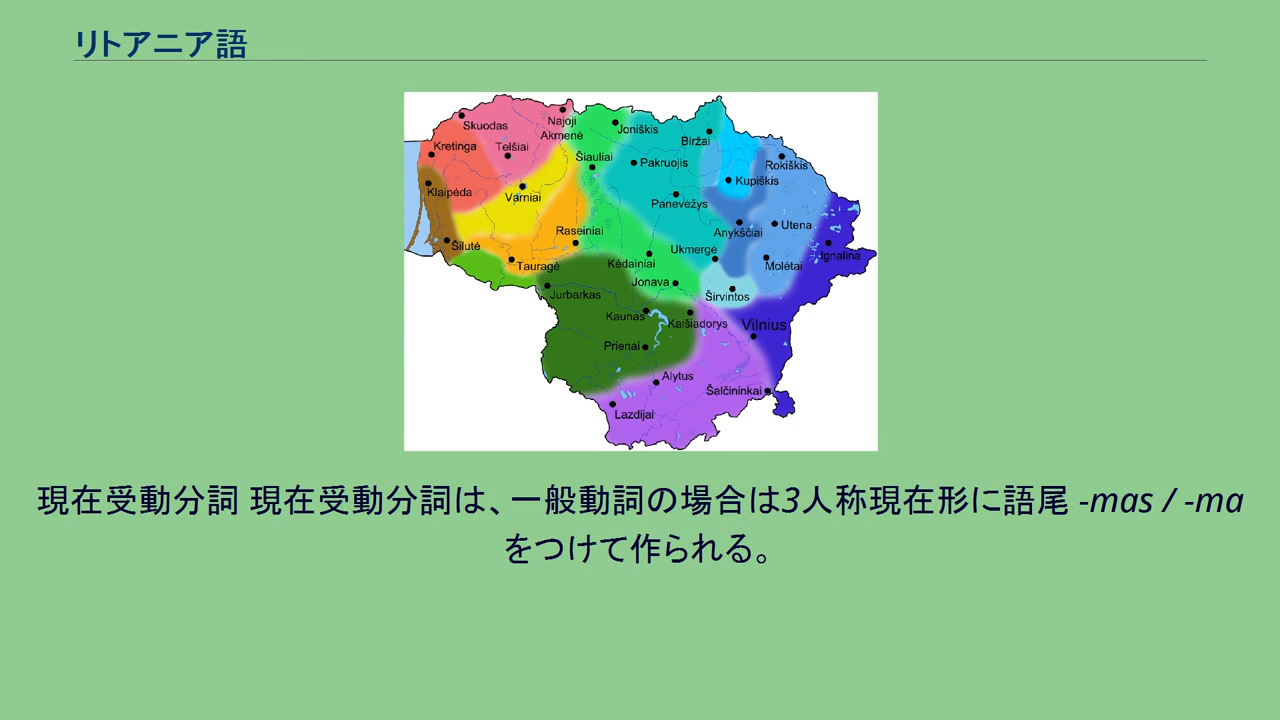 リトアニア語
Skuodas
Najoji
Akmenė
Joniškis
Biržai
Kretinga
Telšiai
Šiauliai
Pakruojis
Rokiškis
Klaipėda
Varniai
Kupiškis
Panevėžys
Šilutė
Raseiniai
Anykščiai
Utena
Tauragė
Kėdainiai
Ukmergė
Molėtai
Ignalina
Jurbarkas
Jonava
Širvintos
Kaunas
Kaišiadorys
Vilnius
Prienai
Alytus
Šalčininkai
Lazdijai
現在受動分詞 現在受動分詞は、一般動詞の場合は3人称現在形に語尾 -mas / -ma
をつけて作られる。